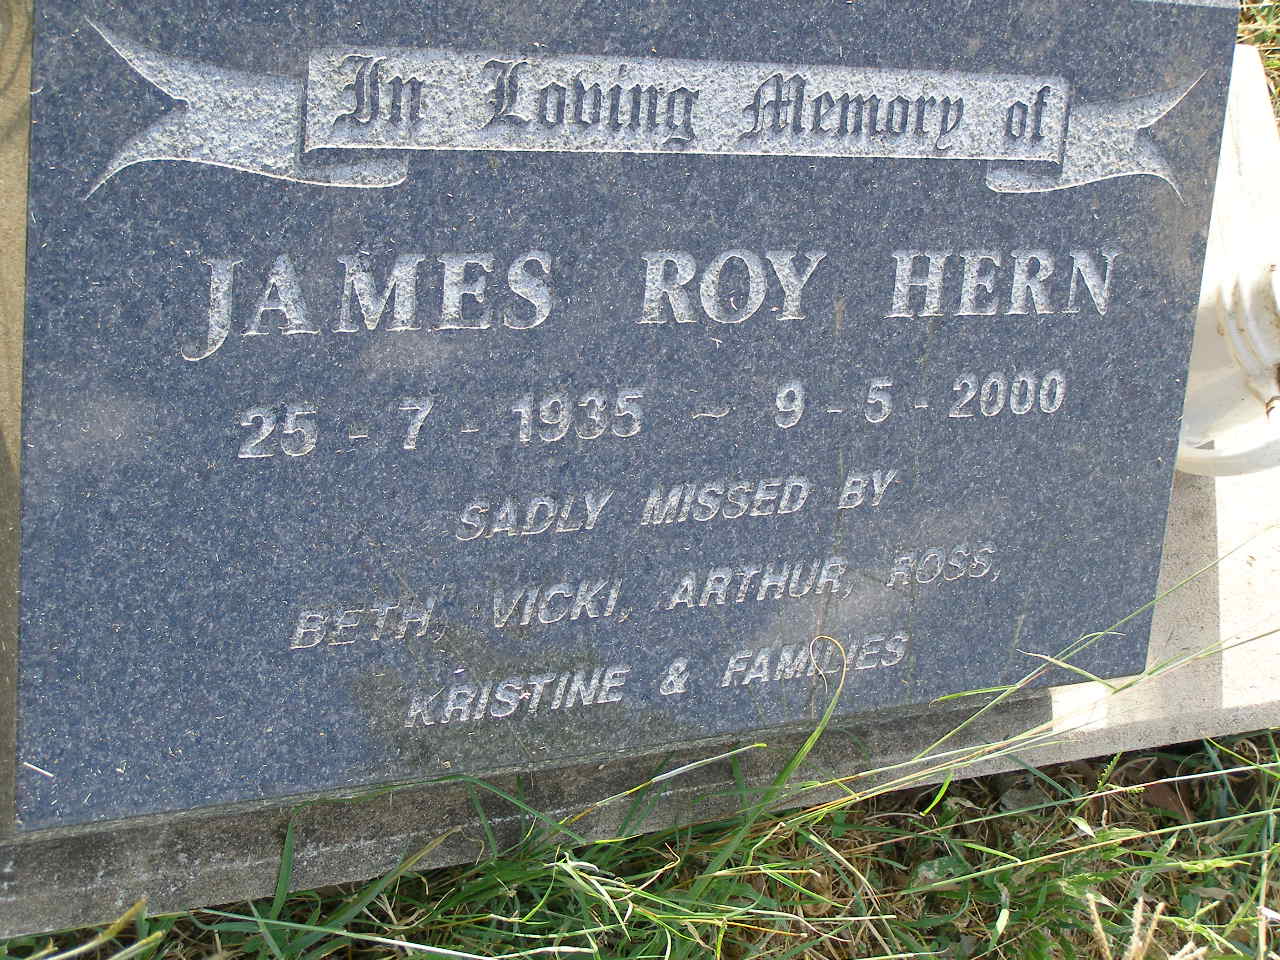 In Loving Memory of
JAMES ROY HERN
25 - 7 - 1935 ~ 9 - 5 - 2000
SADLY MISSED BY
BETH, VICKI, ARTHUR, ROSS,
KRISTINE & FAMILIES